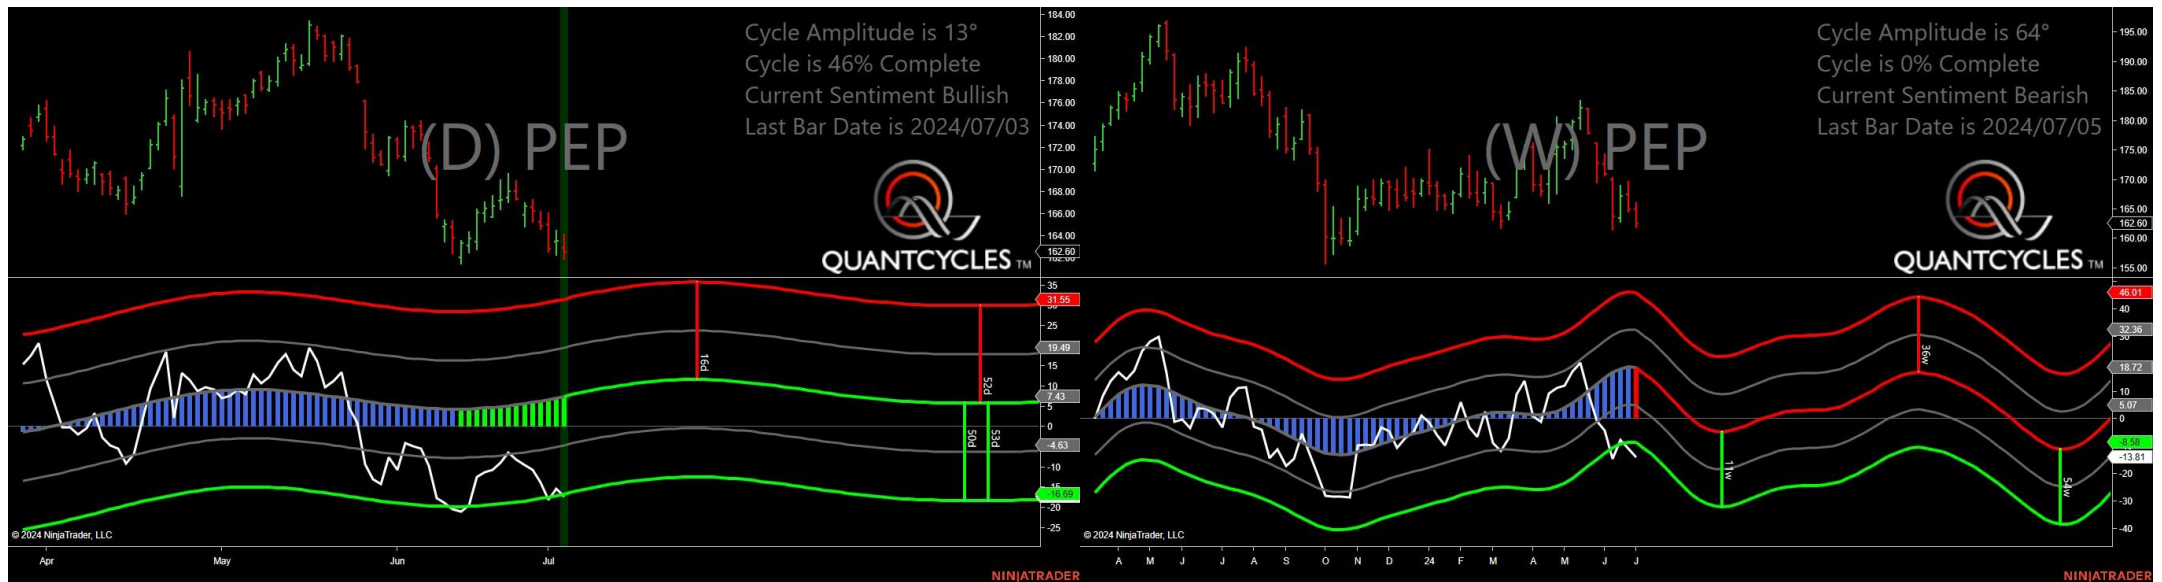 Cycle Amplitude is 13°
Cycle is 46% Complete
Current Sentiment Bullish
Last Bar Date is 2024/07/03
(D) PEP
QUANTCYCLES TM
184.00
182.00
180.00
178.00
176.00
174.00
172.00
170.00
168.00
166.00
164.00
162.60
35
31.55
25
19.49
15
10
7.43
5
0
-4.63
-10
-15
-16.69
-20
-25
16d
52d
50d
53d
© 2024 NinjaTrader, LLC
Apr
May
Jun
Jul
NINJATRADER
Cycle Amplitude is 64°
Cycle is 0% Complete
Current Sentiment Bearish
Last Bar Date is 2024/07/05
(W) PEP
QUANTCYCLES TM
195.00
190.00
185.00
180.00
175.00
170.00
165.00
162.60
160.00
155.00
46.01
40
32.36
30
18.72
10
5.07
0
-8.58
-13.81
-20
-30
-40
11w
36w
54w
© 2024 NinjaTrader, LLC
A M J J A S O N D 24 F M A M J J
NINJATRADER